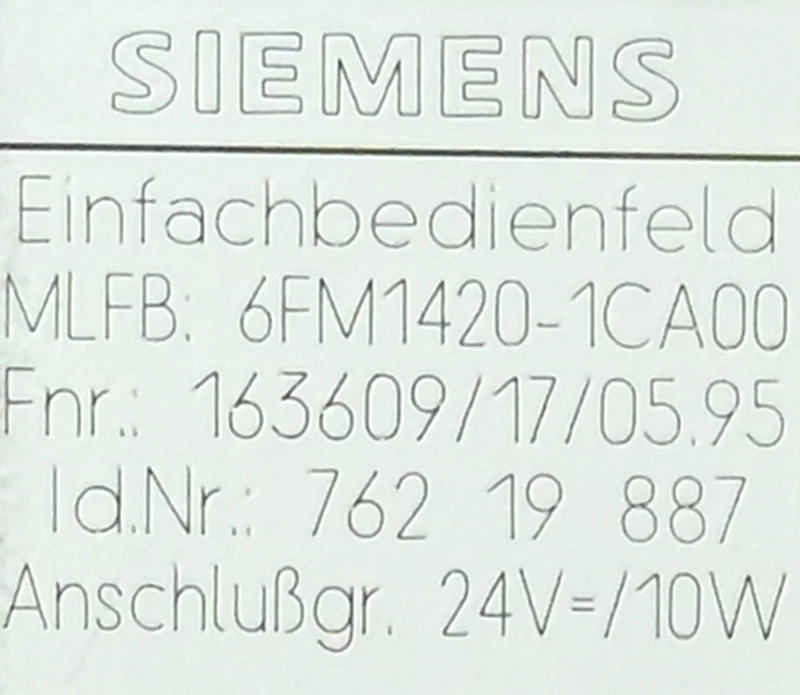 SIEMENS
Einfachbedienfeld
MLFB: 6FM1420-1CA00
Fnr.: 163609/17/05.95
Id.Nr.: 762 19 887
Anschlußgr. 24V=/10W